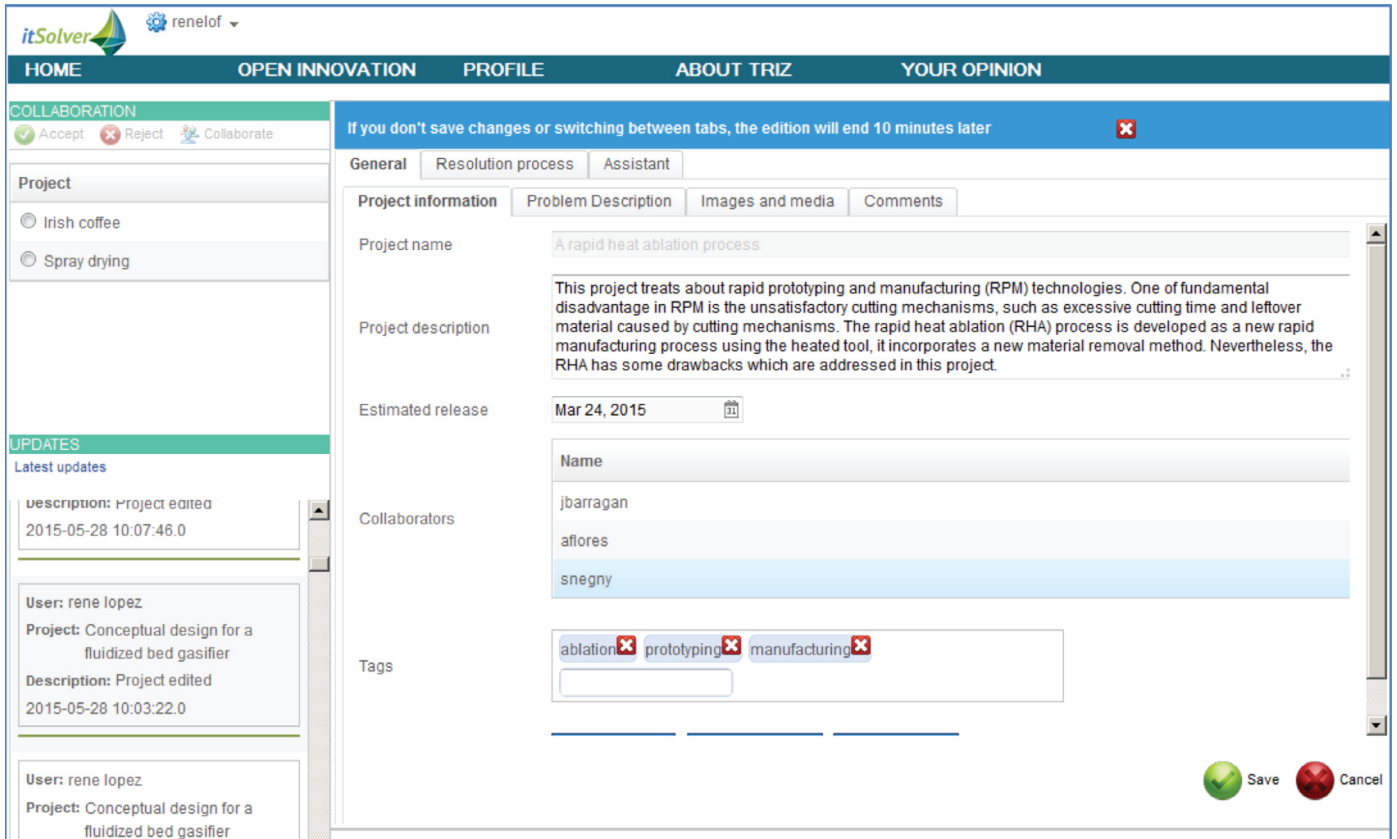 itSolver
renelof
HOME OPEN INNOVATION PROFILE ABOUT TRIZ YOUR OPINION
COLLABORATION
Accept Reject Collaborate
Project
Irish coffee
Spray drying
UPDATES
Latest updates
Description: Project edited
2015-05-28 10:07:46.0
User: rene lopez
Project: Conceptual design for a
fluidized bed gasifier
Description: Project edited
2015-05-28 10:03:22.0
User: rene lopez
Project: Conceptual design for a
fluidized bed gasifier
If you don't save changes or switching between tabs, the edition will end 10 minutes later
General Resolution process Assistant
Project information Problem Description Images and media Comments
Project name A rapid heat ablation process
Project description
This project treats about rapid prototyping and manufacturing (RPM) technologies. One of fundamental
disadvantage in RPM is the unsatisfactory cutting mechanisms, such as excessive cutting time and leftover
material caused by cutting mechanisms. The rapid heat ablation (RHA) process is developed as a new rapid
manufacturing process using the heated tool, it incorporates a new material removal method. Nevertheless, the
RHA has some drawbacks which are addressed in this project.
Estimated release Mar 24, 2015 31
Collaborators
Name
jbarragan
aflores
snegny
Tags
ablation prototyping manufacturing
Save Cancel